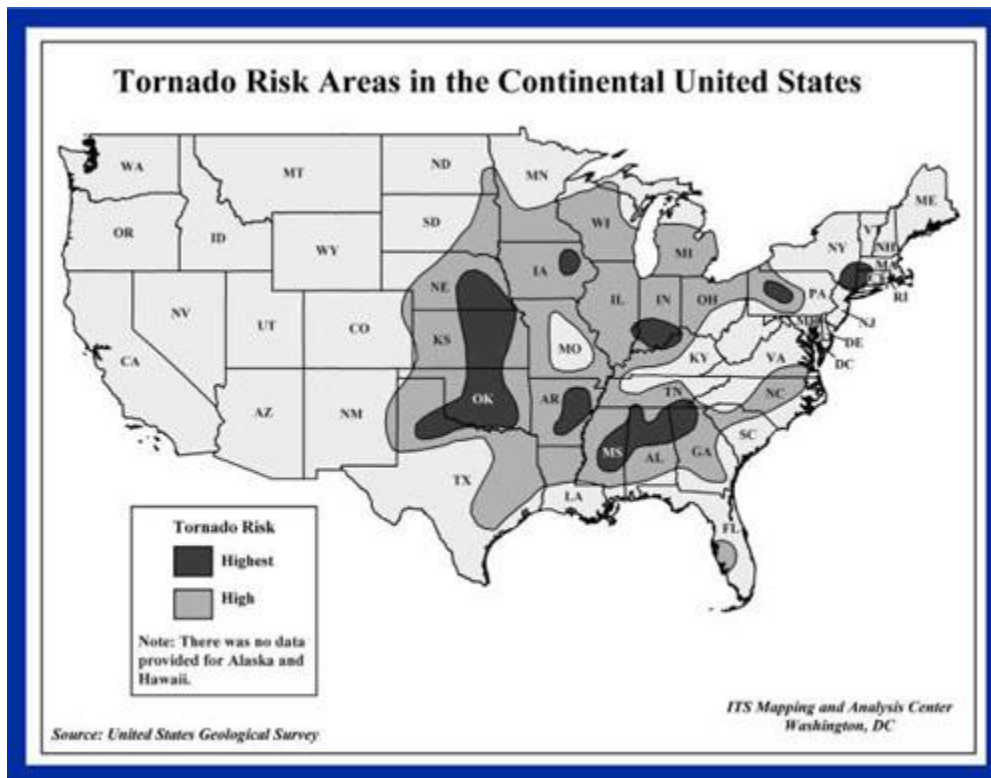 Tornado Risk Areas in the Continental United States
WA
MT
ND
MN
ME
OR
ID
SD
WI
MI
NY
VT
NH
MA
CT
RI
WY
IA
NE
IL
IN
OH
PA
NJ
NV
UT
CO
KS
MO
KY
VA
MD
DE
DC
CA
AZ
NM
OK
AR
TN
NC
SC
MS
AL
GA
TX
LA
FL
Tornado Risk
Highest
High
Note: There was no data
provided for Alaska and
Hawaii.
ITS Mapping and Analysis Center
Washington, DC
Source: United States Geological Survey